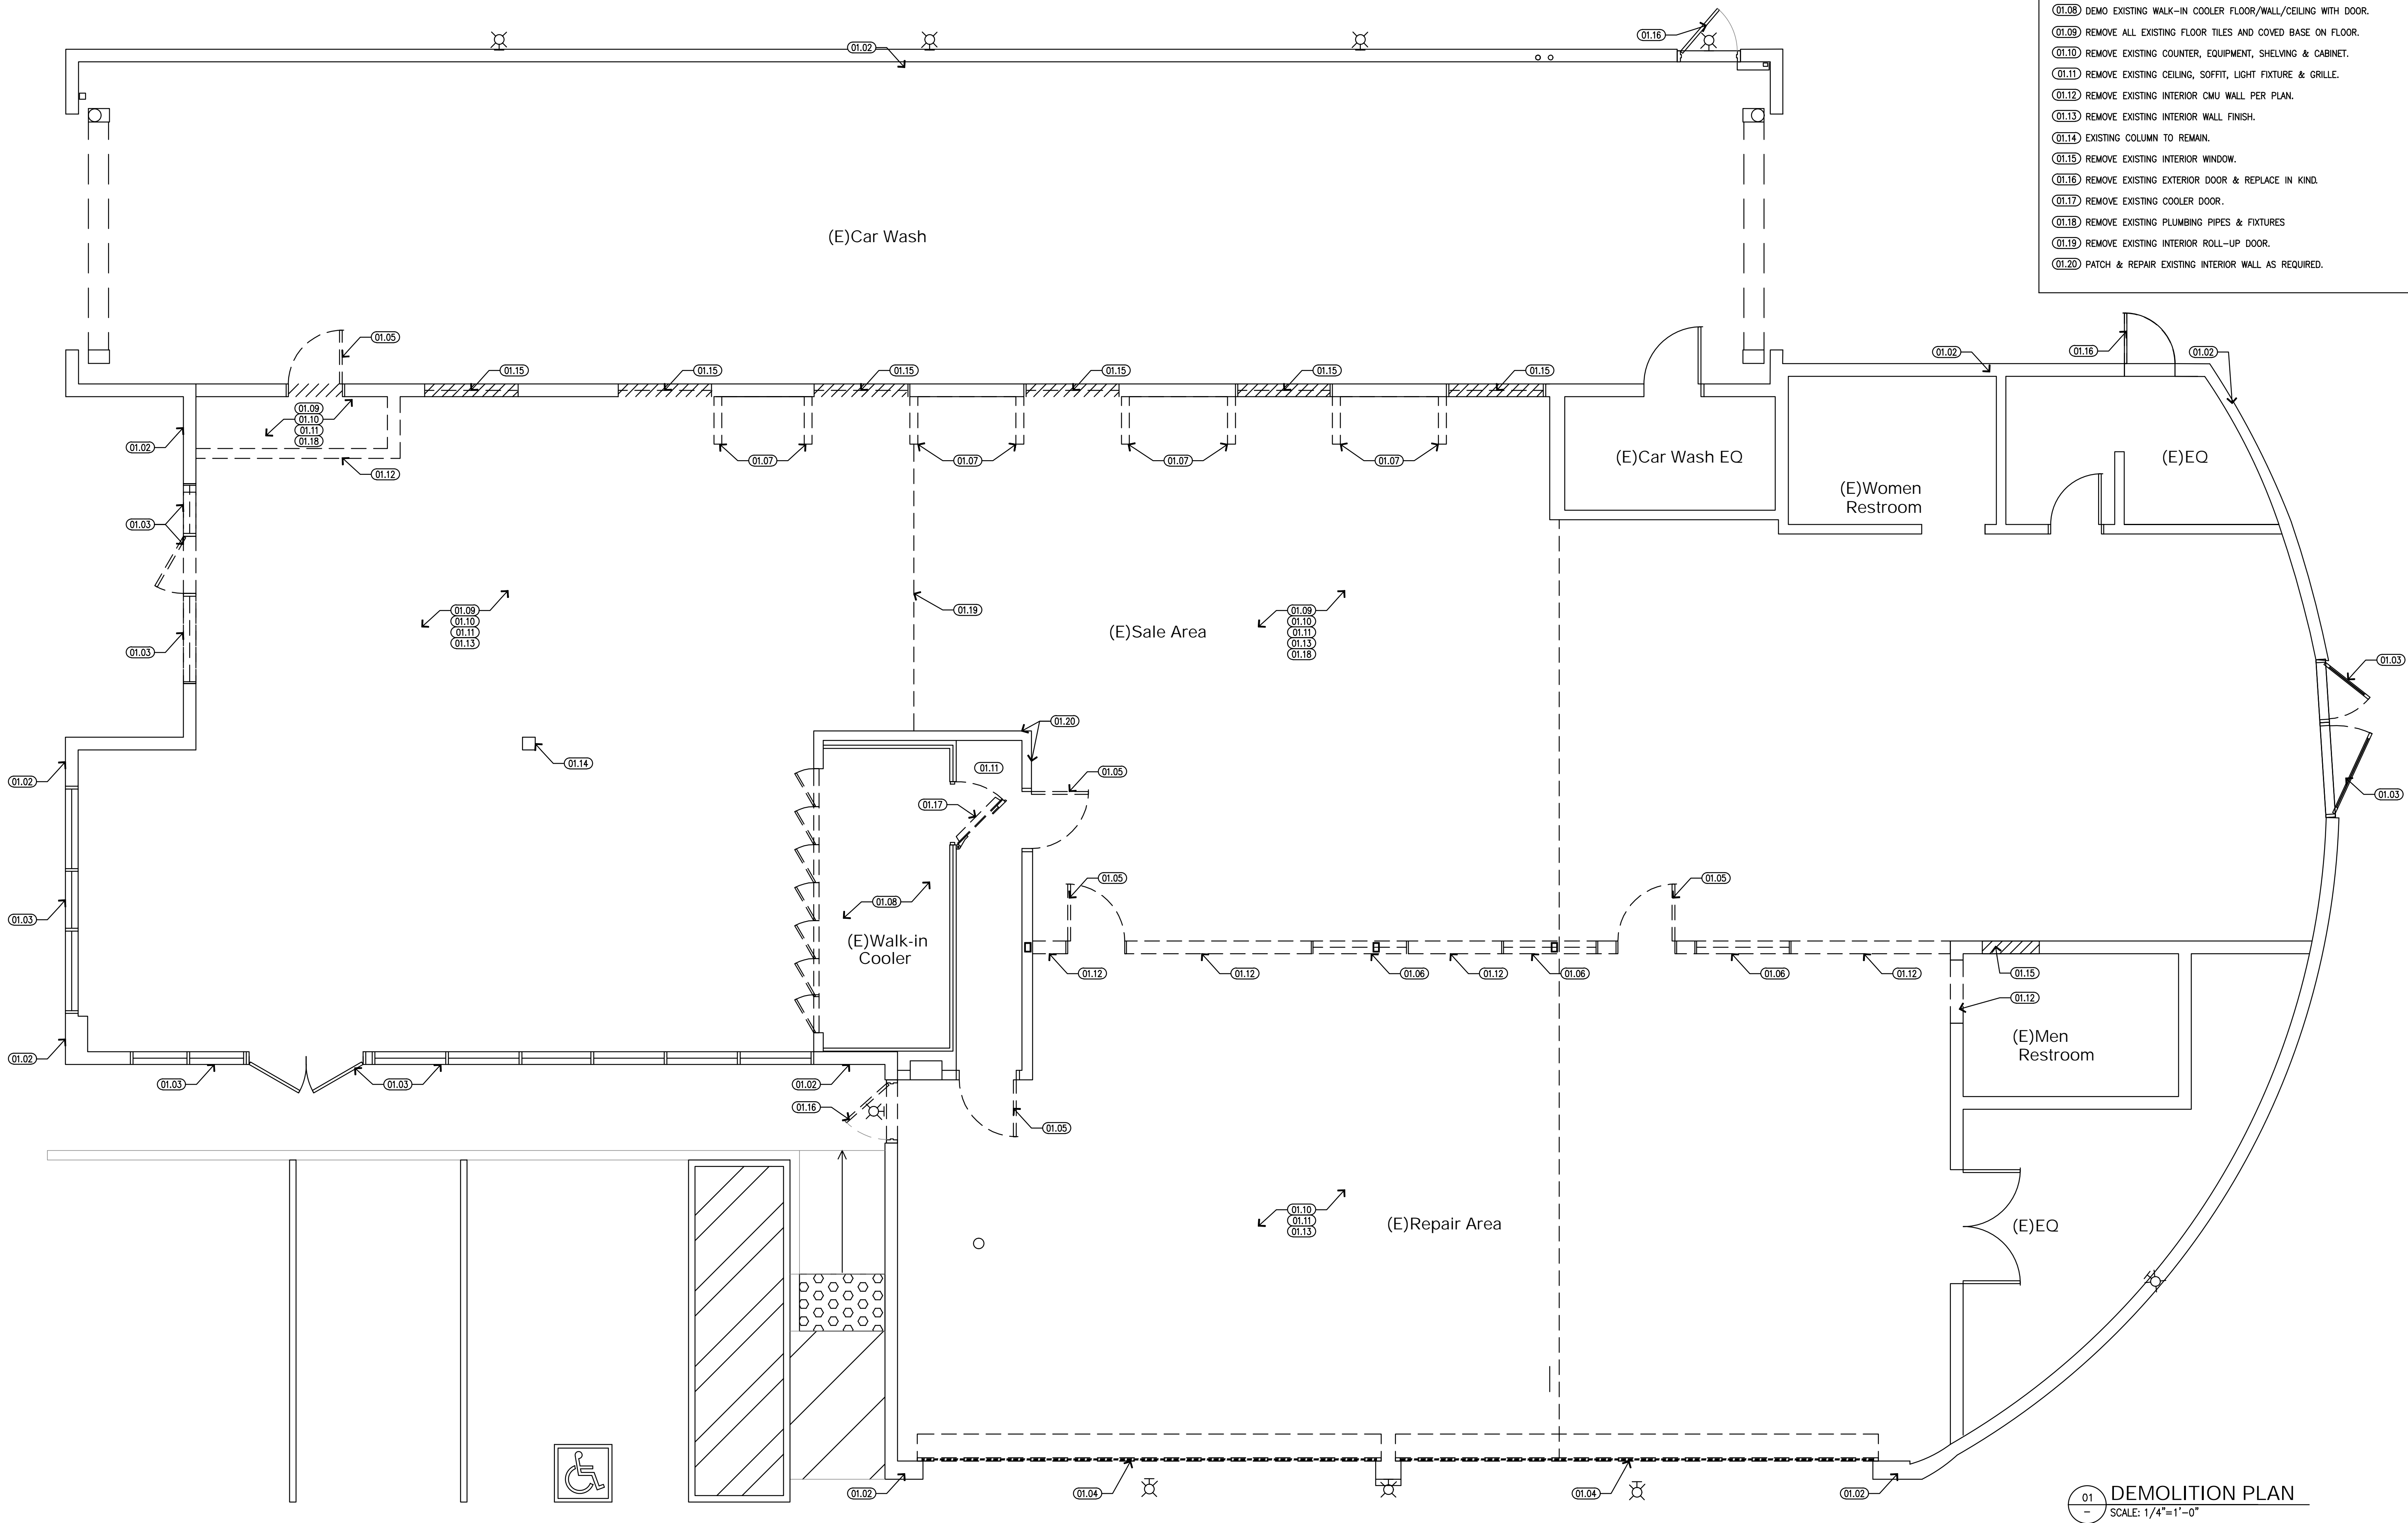 01.08 DEMO EXISTING WALK-IN COOLER FLOOR/WALL/CEILING WITH DOOR.
01.09 REMOVE ALL EXISTING FLOOR TILES AND COVED BASE ON FLOOR.
01.10 REMOVE EXISTING COUNTER, EQUIPMENT, SHELVING & CABINET.
01.11 REMOVE EXISTING CEILING, SOFFIT, LIGHT FIXTURE & GRILLE.
01.12 REMOVE EXISTING INTERIOR CMU WALL PER PLAN.
01.13 REMOVE EXISTING INTERIOR WALL FINISH.
01.14 EXISTING COLUMN TO REMAIN.
01.15 REMOVE EXISTING INTERIOR WINDOW.
01.16 REMOVE EXISTING EXTERIOR DOOR & REPLACE IN KIND.
01.17 REMOVE EXISTING COOLER DOOR.
01.18 REMOVE EXISTING PLUMBING PIPES & FIXTURES
01.19 REMOVE EXISTING INTERIOR ROLL-UP DOOR.
01.20 PATCH & REPAIR EXISTING INTERIOR WALL AS REQUIRED.
01.16
01.02
(E)Car Wash
01.05
01.02
01.16
01.02
01.15
01.15
01.15
01.15
01.15
01.15
01.09
01.10
01.11
01.18
01.02
01.12
01.07
01.07
01.07
01.07
(E)Car Wash EQ
(E)Women
Restroom
(E)EQ
01.03
01.03
01.09
01.10
01.11
01.13
01.19
(E)Sale Area
01.09
01.10
01.11
01.13
01.18
01.03
01.20
01.14
01.02
01.11
01.05
01.17
01.03
01.05
01.05
01.08
01.03
(E)Walk-in
Cooler
01.12
01.12
01.06
01.12
01.06
01.06
01.12
01.15
01.12
(E)Men
Restroom
01.02
01.03
01.03
01.02
01.16
01.05
01.10
01.11
01.13
(E)Repair Area
(E)EQ
01.02
01.04
01.04
01.02
01
–
DEMOLITION PLAN
SCALE: 1/4"=1'-0"